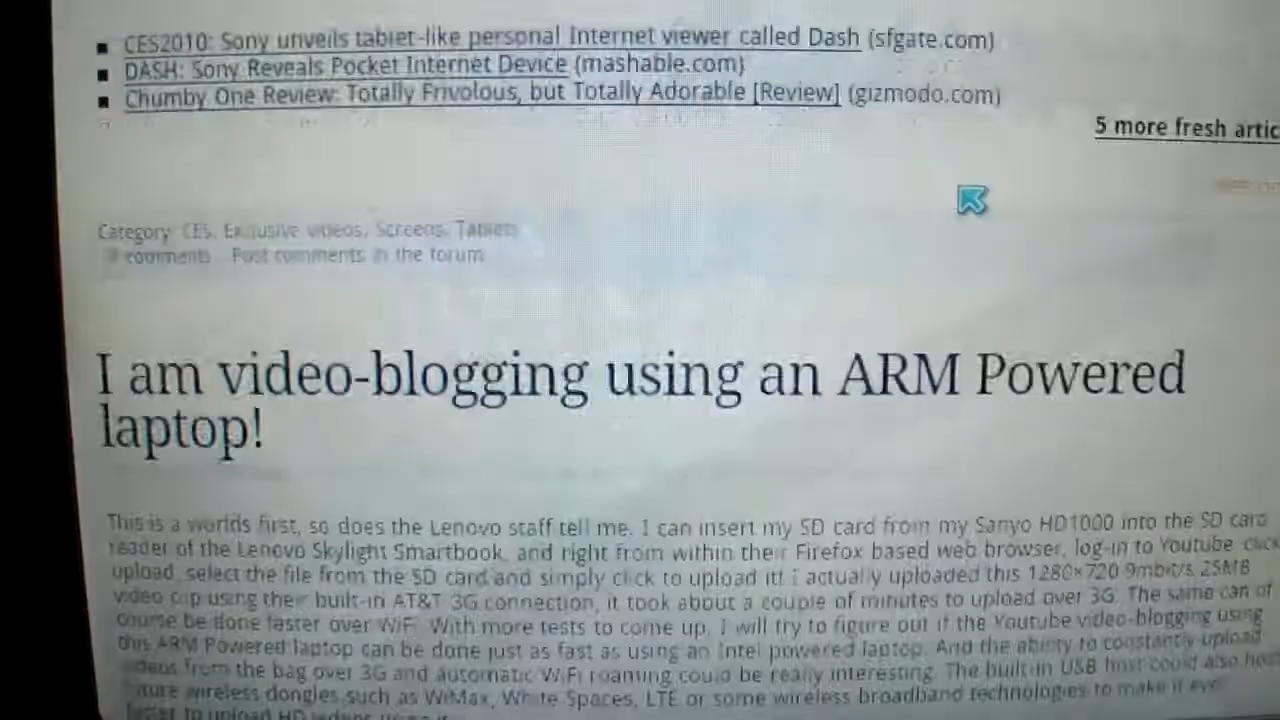 CES2010: Sony unveils tablet-like personal Internet viewer called Dash (sfgate.com)
DASH: Sony Reveals Pocket Internet Device (mashable.com)
Chumby One Review: Totally Frivolous, but Totally Adorable [Review] (gizmodo.com)
5 more fresh artic
Category: CES, Exclusive videos, Screens, Tablets
comments Post comments in the forum
I am video-blogging using an ARM Powered
laptop!
This is a worlds first, so does the Lenovo staff tell me. I can insert my SD card from my Sanyo HD1000 into the SD card
reader of the Lenovo Skylight Smartbook, and right from within their Firefox based web browser, log-in to Youtube click
upload, select the file from the SD card and simply click to upload it! I actually uploaded this 1280×720 9mbit/s 25MB
video clip using their built-in AT&T 3G connection, it took about a couple of minutes to upload over 3G. The same can of
course be done faster over WiFi. With more tests to come up, I will try to figure out if the Youtube video-blogging using
this ARM Powered laptop can be done just as fast as using an Intel powered laptop. And the ability to constantly upload
videos from the bag over 3G and automatic WiFi roaming could be really interesting. The built-in USB host could also host
future wireless dongles such as WiMax, White Spaces, LTE or some wireless broadband technologies to make it even
faster to upload HD videos using it